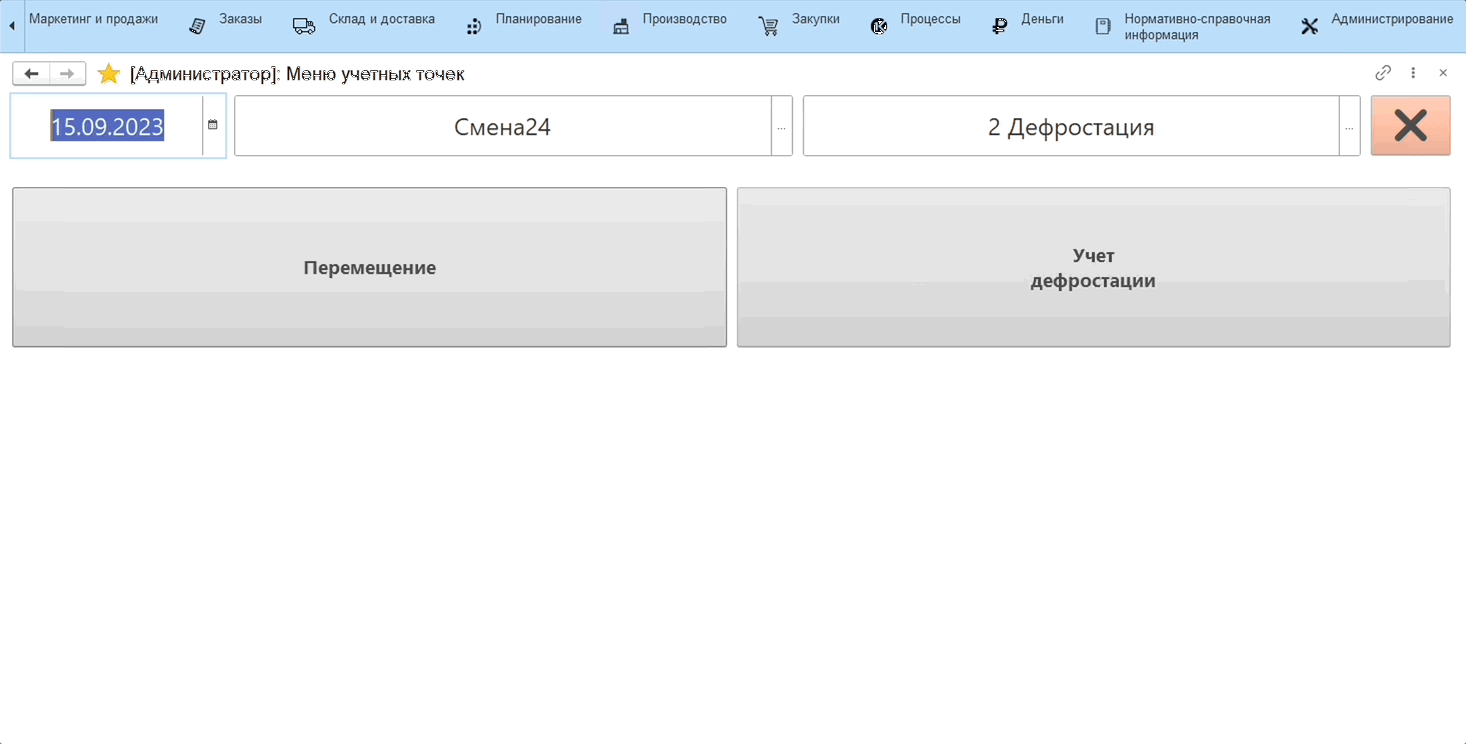 Маркетинг и продажи
Заказы
Склад и доставка
Планирование
Производство
Закупки
Процессы
Деньги
Нормативно-справочная
информация
Администрирование
[Администратор]: Меню учетных точек
15.09.2023
Смена24
...
2 Дефростация
...
Перемещение
Учет
дефростации